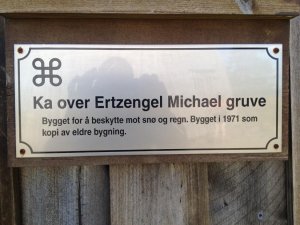 Ka over Ertzengel Michael gruve
Bygget for å beskytte mot snø og regn. Bygget i 1971 som
kopi av eldre bygning.